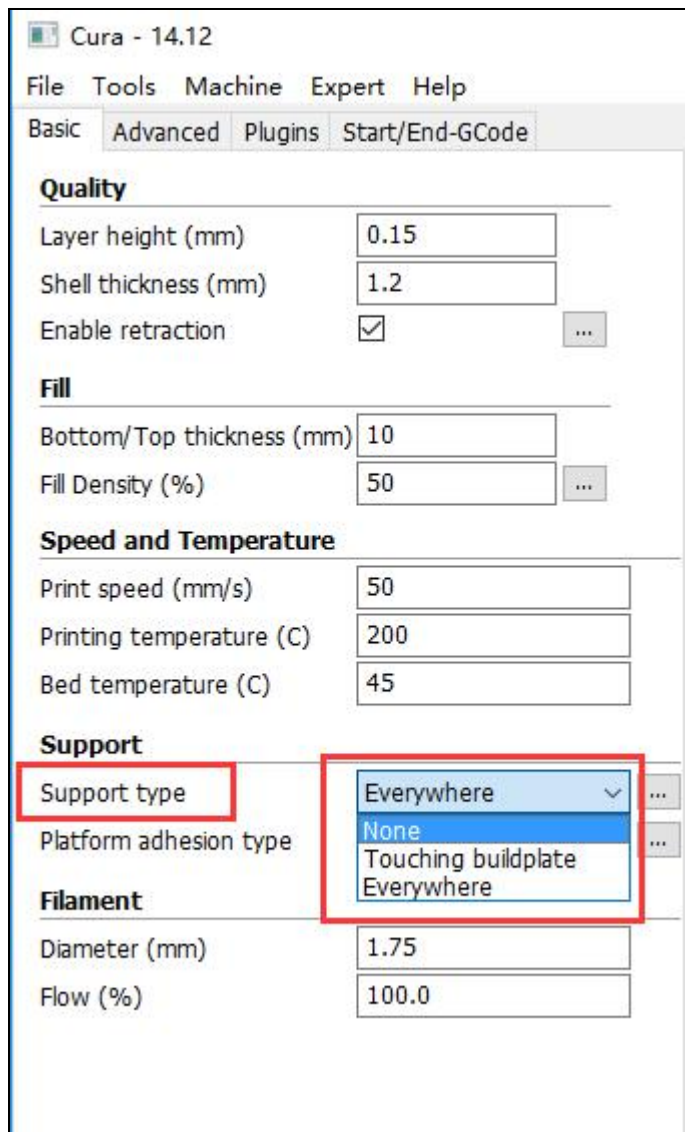 Cura - 14.12
File Tools Machine Expert Help
Basic Advanced Plugins Start/End-GCode
Quality
Layer height (mm) 0.15
Shell thickness (mm) 1.2
Enable retraction ...
Fill
Bottom/Top thickness (mm) 10
Fill Density (%) 50 ...
Speed and Temperature
Print speed (mm/s) 50
Printing temperature (C) 200
Bed temperature (C) 45
Support
Support type Everywhere ...
None
Platform adhesion type ...
Touching buildplate
Everywhere
Filament
Diameter (mm) 1.75
Flow (%) 100.0